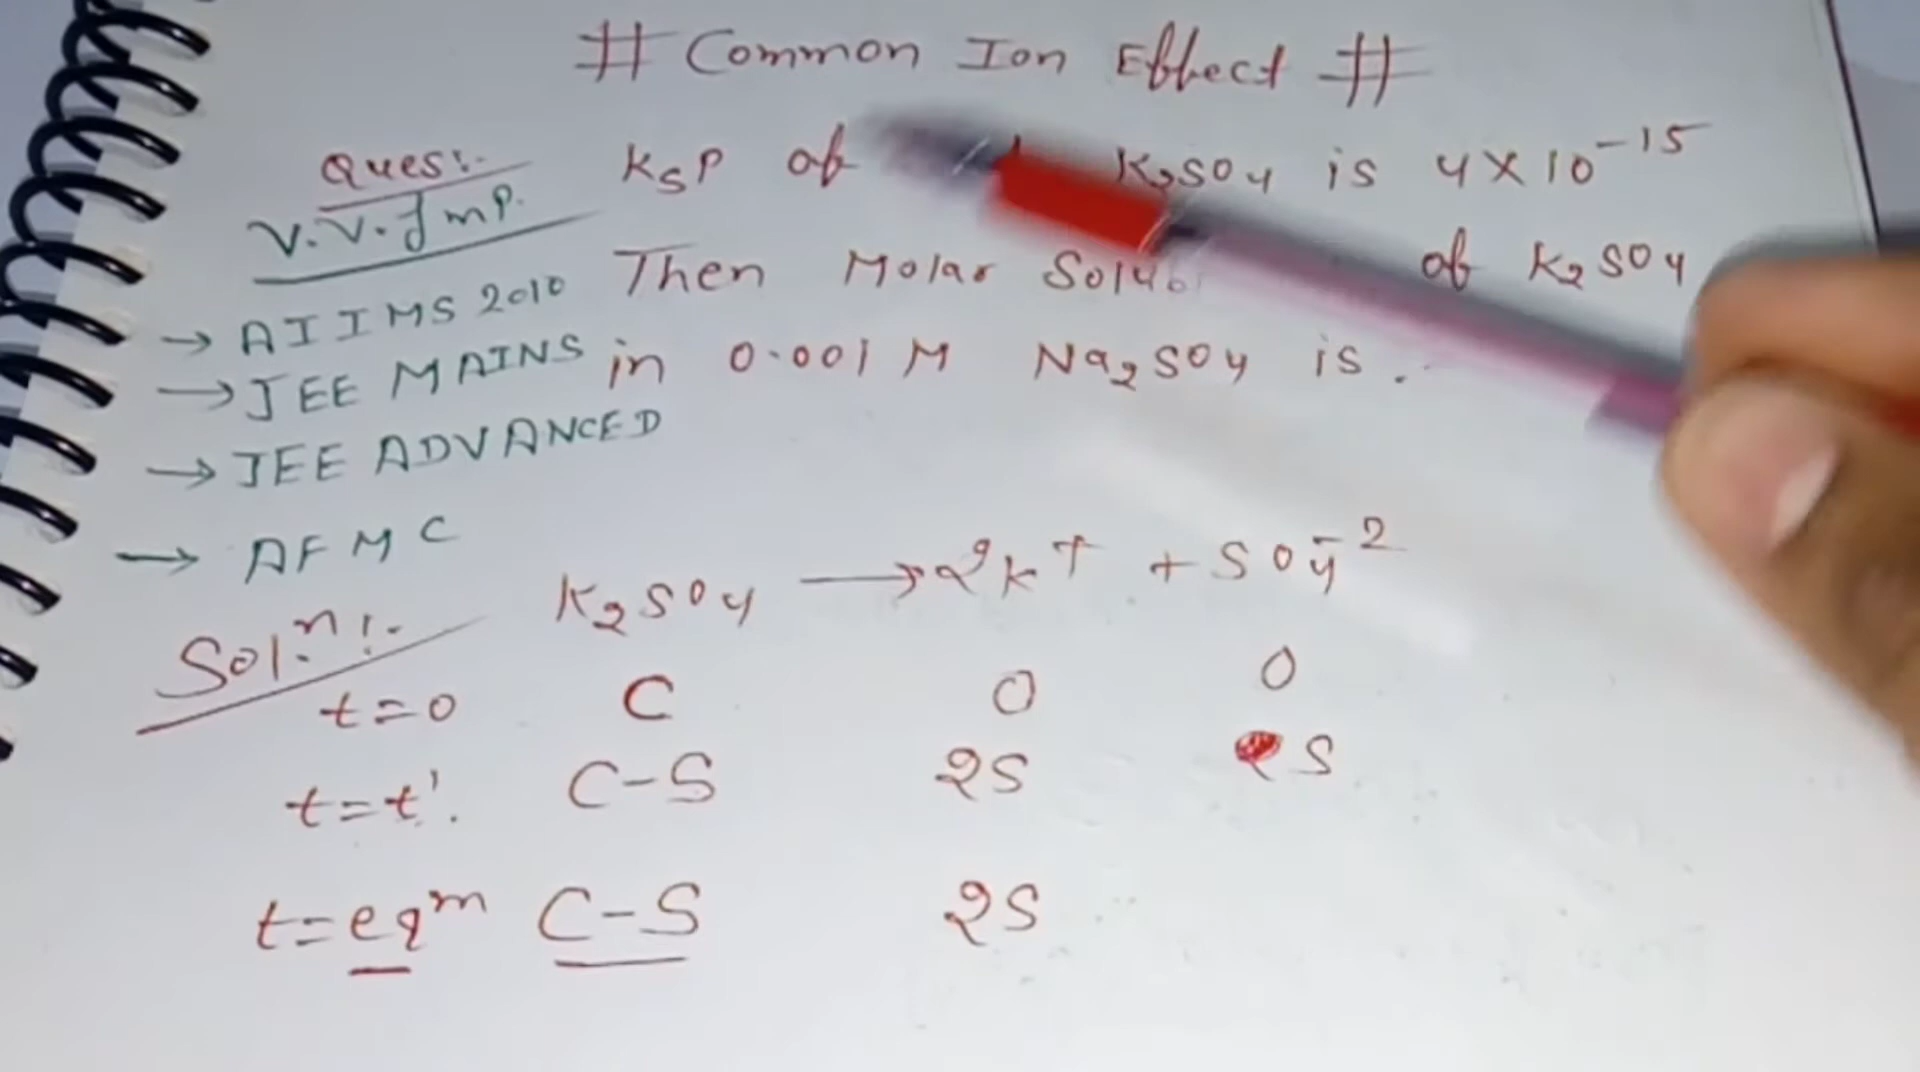 # Common Ion Effect #
Ques:- Ksp of K2SO4 is 4×10^-15
V.V.Imp.
Then Molar Solub of K2SO4
→ AIIMS 2010
in 0.001 M Na2SO4 is .
→ JEE MAINS
→ JEE ADVANCED
→ AFMC
Sol.n:- K2SO4 → 2K+ + SO4^-2
t=0 C 0 0
t=t'. C-S 2S S
t=eqm C-S 2S